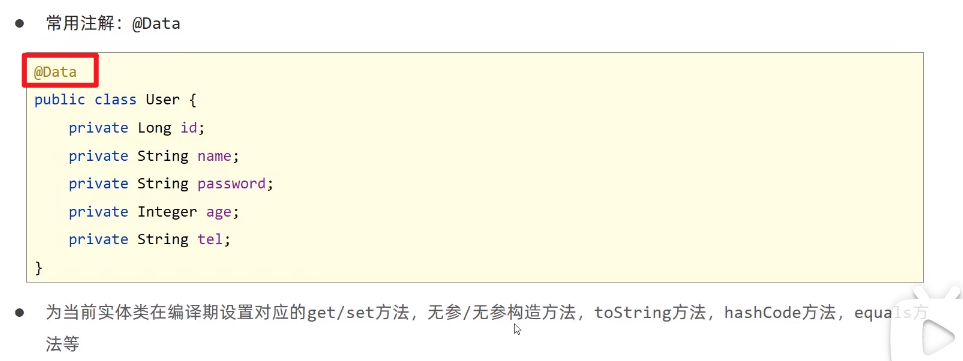 ● 常用注解：@Data
@Data
public class User {
    private Long id;
    private String name;
    private String password;
    private Integer age;
    private String tel;
}
● 为当前实体类在编译期设置对应的get/set方法，无参/无参构造方法，toString方法，hashCode方法，equals方
法等